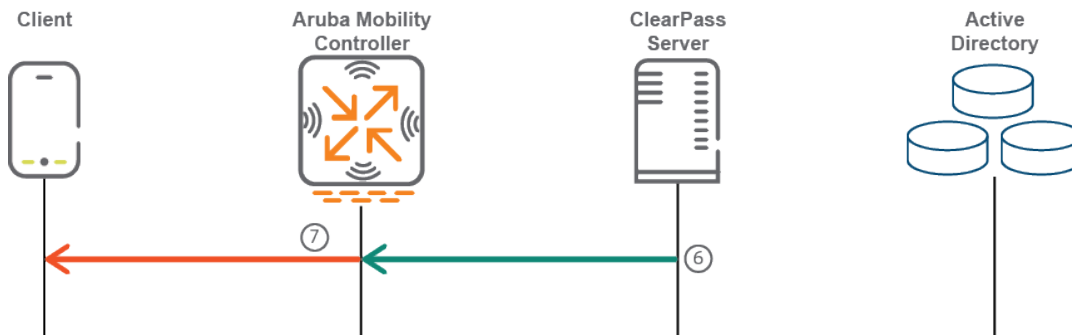 Client
Aruba Mobility
Controller
ClearPass
Server
Active
Directory
7
6